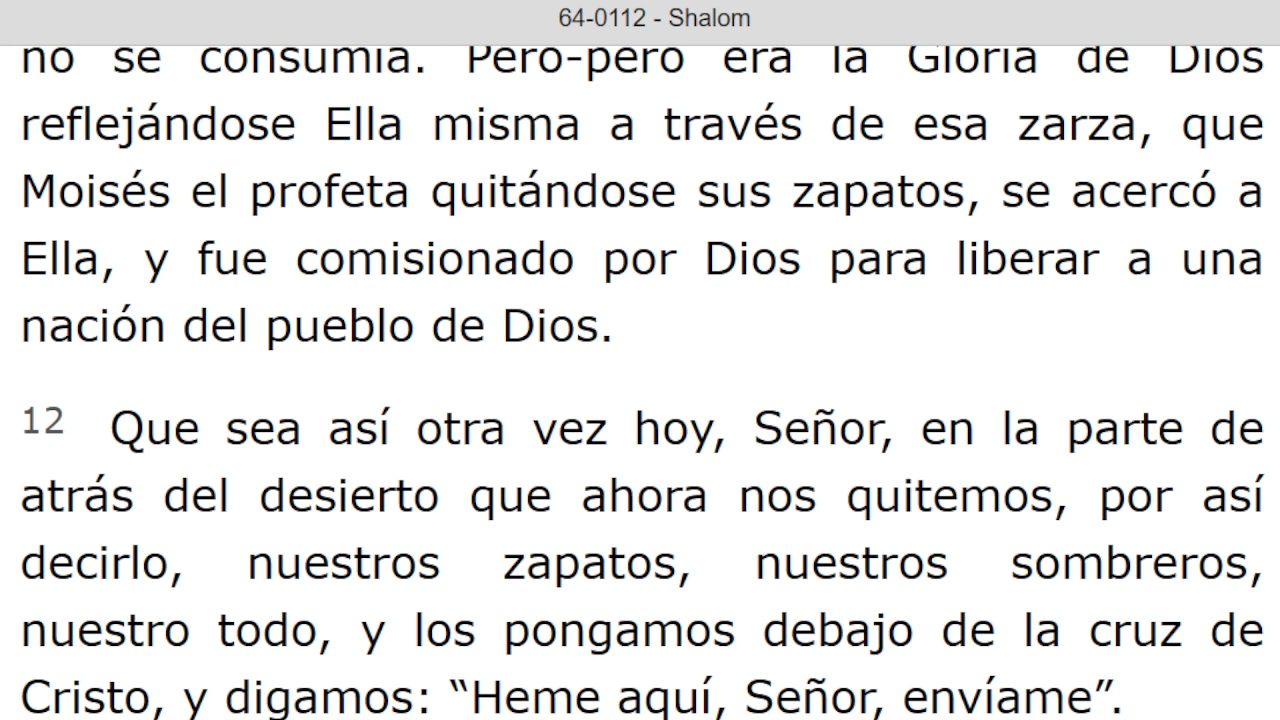 64-0112 - Shalom
no se consumía. Pero-pero era la Gloria de Dios
reflejándose Ella misma a través de esa zarza, que
Moisés el profeta quitándose sus zapatos, se acercó a
Ella, y fue comisionado por Dios para liberar a una
nación del pueblo de Dios.
12 Que sea así otra vez hoy, Señor, en la parte de
atrás del desierto que ahora nos quitemos, por así
decirlo, nuestros zapatos, nuestros sombreros,
nuestro todo, y los pongamos debajo de la cruz de
Cristo, y digamos: “Heme aquí, Señor, envíame”.